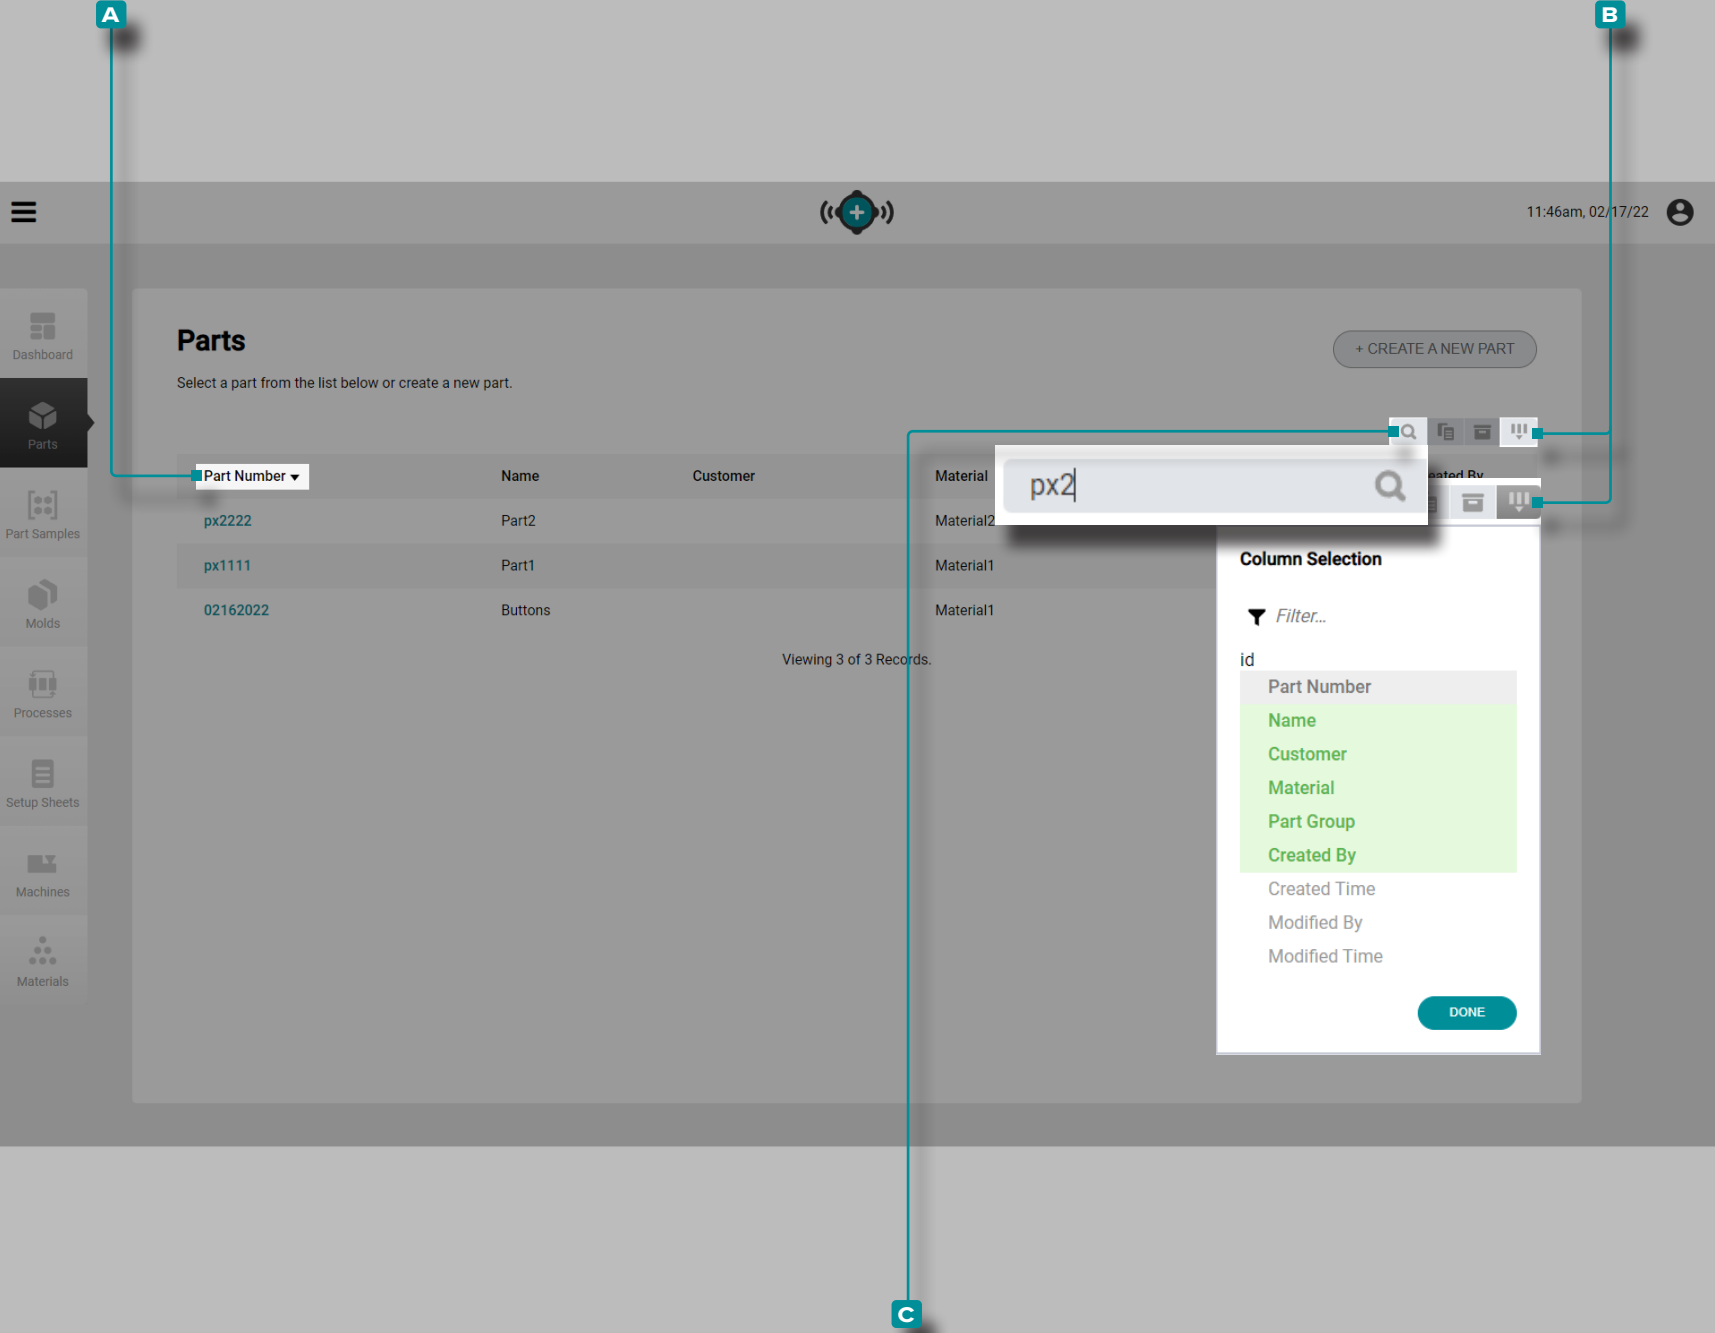 A
B
11:46am, 02/17/22
Dashboard
Parts
Part Samples
Molds
Processes
Setup Sheets
Machines
Materials
Parts
+ CREATE A NEW PART
Select a part from the list below or create a new part.
Part Number Name Customer Material
px2
px2222 Part2 Material2
px1111 Part1 Material1
02162022 Buttons Material1
Viewing 3 of 3 Records.
Column Selection
Filter...
id
Part Number
Name
Customer
Material
Part Group
Created By
Created Time
Modified By
Modified Time
DONE
C